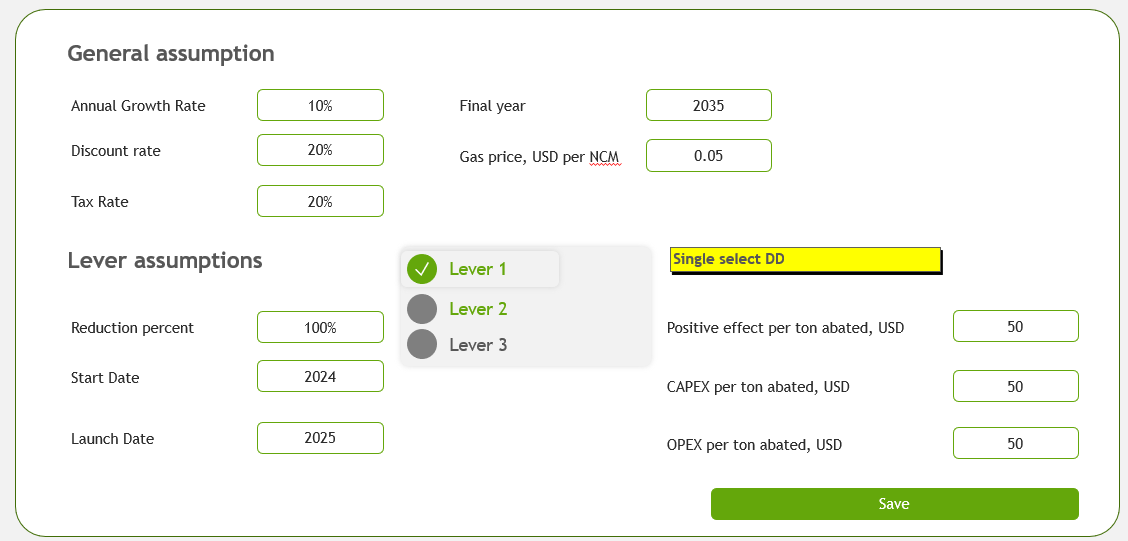 General assumption
Annual Growth Rate 10% Final year 2035
Discount rate 20% Gas price, USD per NCM 0.05
Tax Rate 20%
Lever assumptions Lever 1 Single select DD
Lever 2
Reduction percent 100% Lever 3 Positive effect per ton abated, USD 50
Start Date 2024 CAPEX per ton abated, USD 50
Launch Date 2025 OPEX per ton abated, USD 50
Save